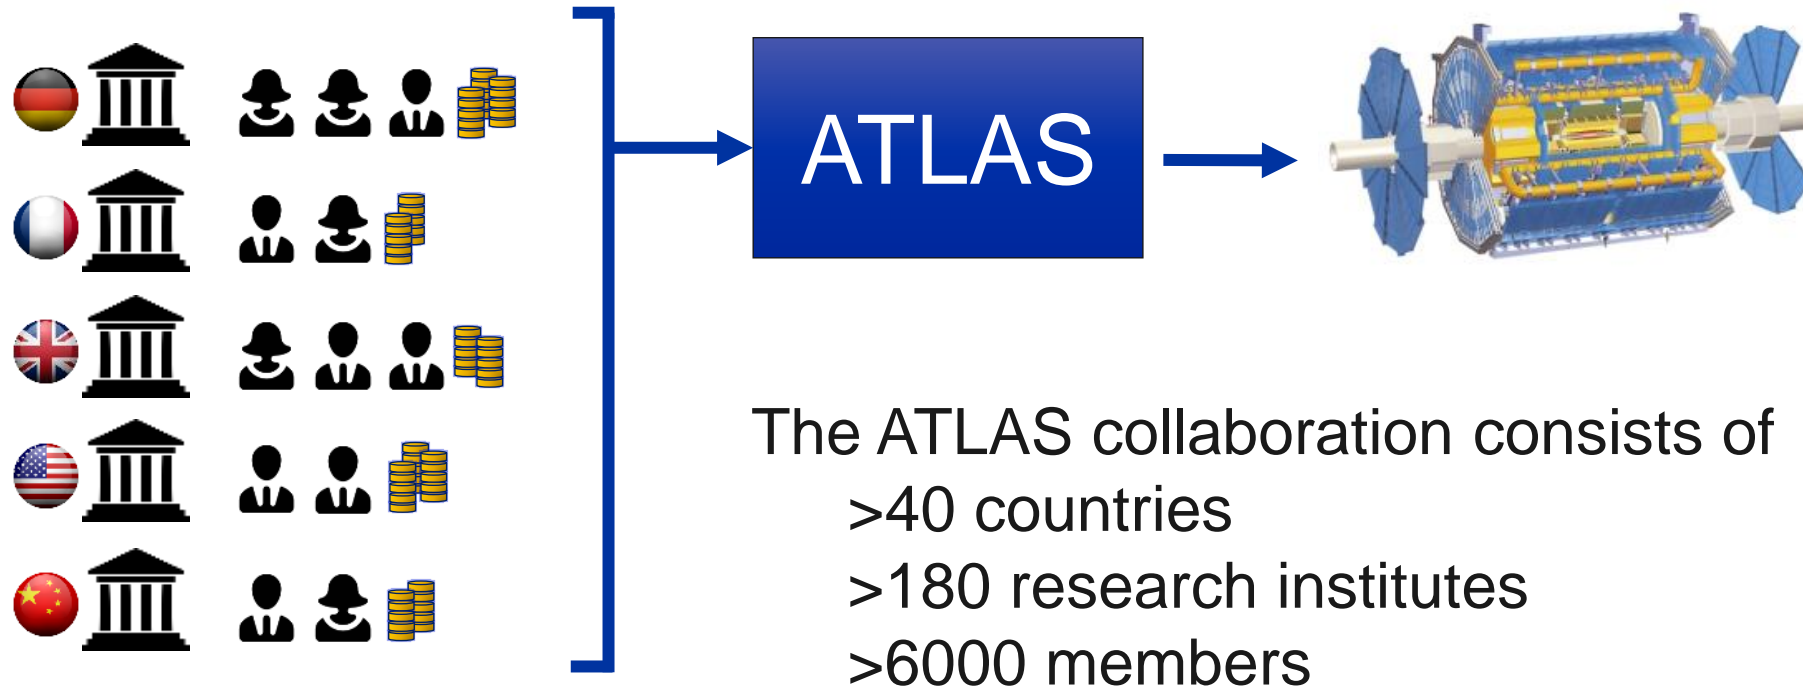 ATLAS
The ATLAS collaboration consists of
>40 countries
>180 research institutes
>6000 members